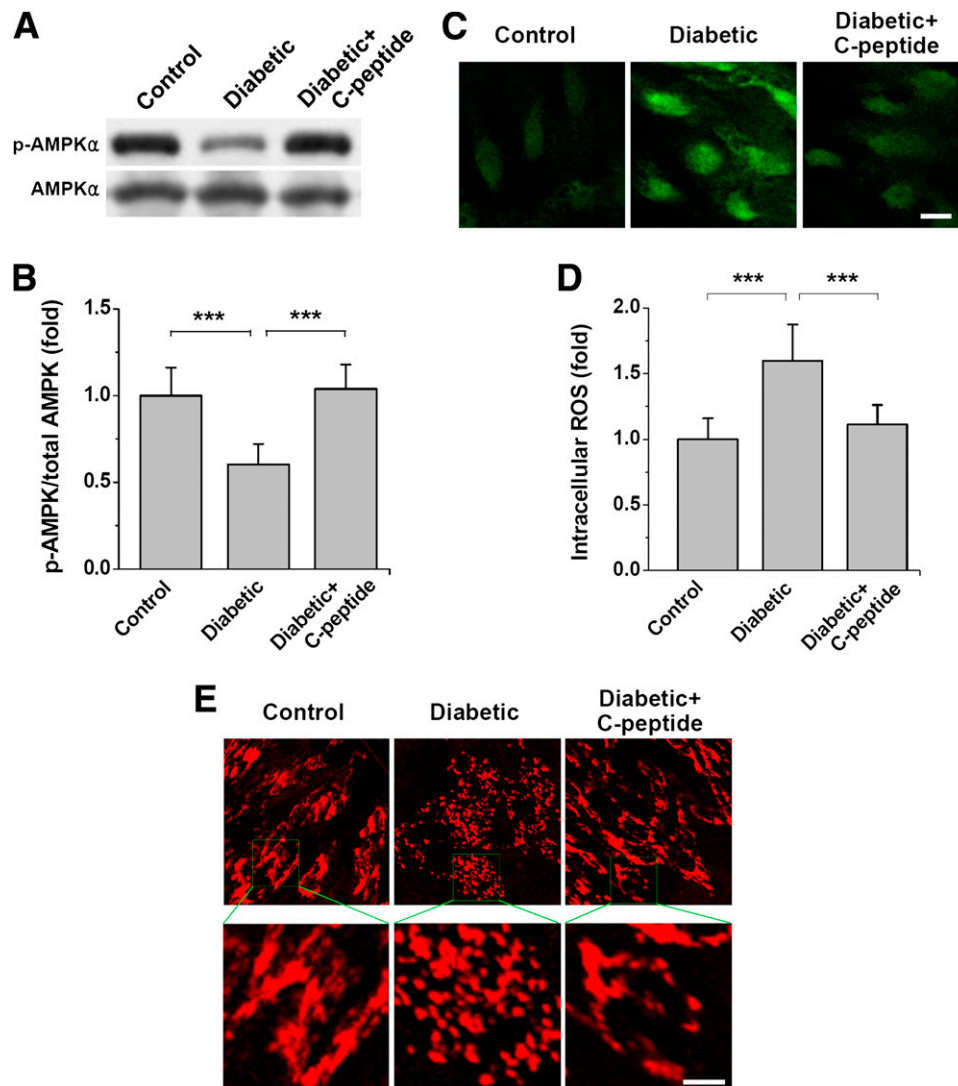 A
Control
Diabetic
Diabetic+
C-peptide
p-AMPKα
AMPKα
C
Control
Diabetic
Diabetic+
C-peptide
B
p-AMPK/total AMPK (fold)
1.5
1.0
0.5
0.0
***
***
Control
Diabetic
Diabetic+
C-peptide
D
Intracellular ROS (fold)
2.0
1.5
1.0
0.5
0.0
***
***
Control
Diabetic
Diabetic+
C-peptide
E
Control
Diabetic
Diabetic+
C-peptide